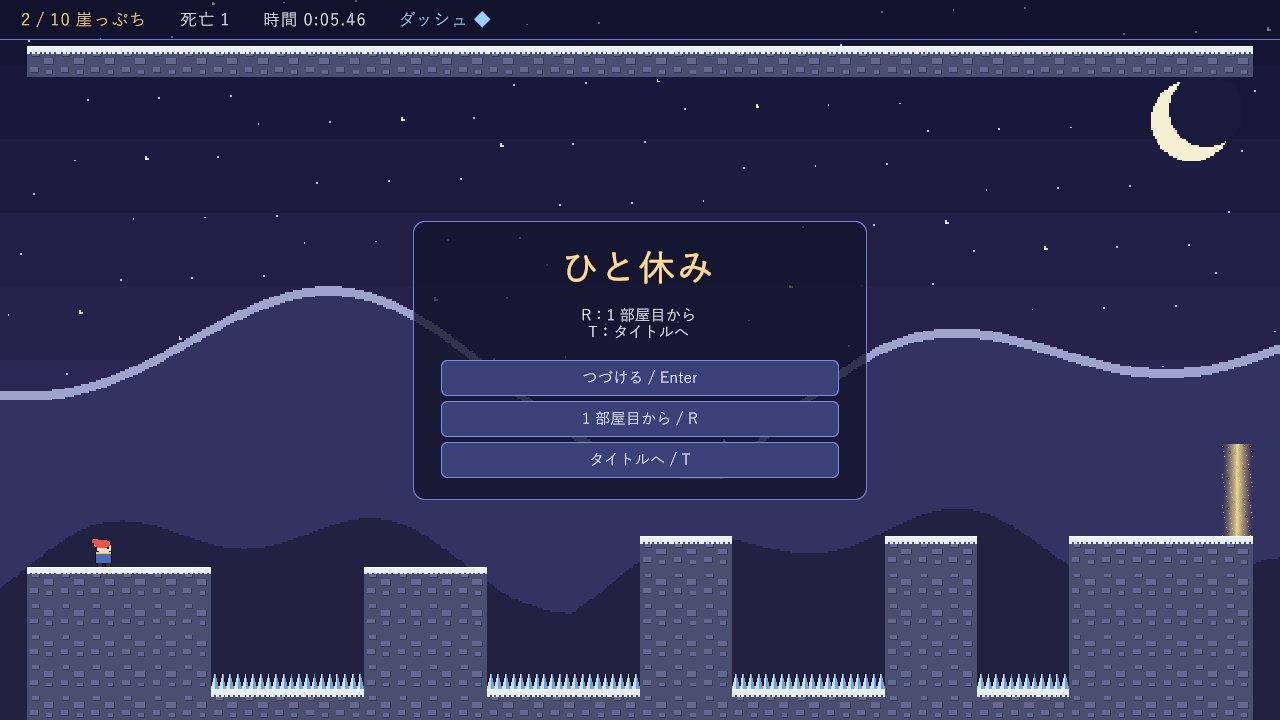 2 / 10 崖っぷち 死亡 1 時間 0:05.46 ダッシュ ◆
ひと休み
R：1 部屋目から
T：タイトルへ
つづける / Enter
1 部屋目から / R
タイトルへ / T